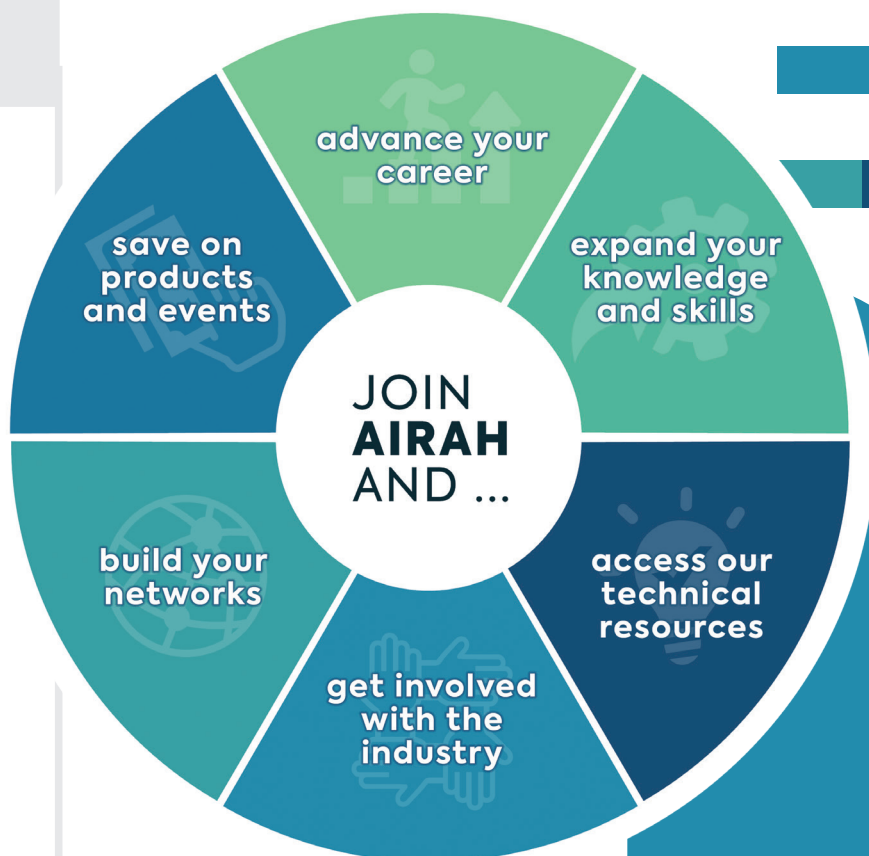 advance your
career
expand your
knowledge
and skills
access our
technical
resources
get involved
with the
industry
build your
networks
save on
products
and events
JOIN
AIRAH
AND ...